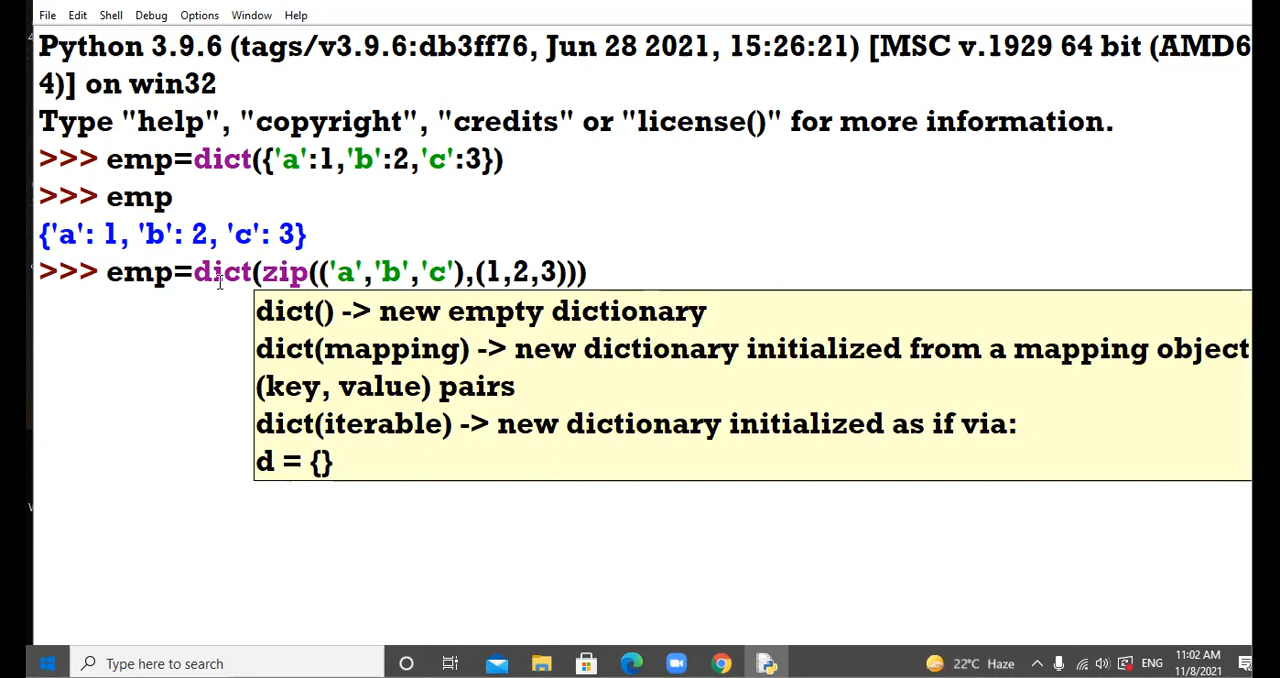 File Edit Shell Debug Options Window Help
Python 3.9.6 (tags/v3.9.6:db3ff76, Jun 28 2021, 15:26:21) [MSC v.1929 64 bit (AMD6
4)] on win32
Type "help", "copyright", "credits" or "license()" for more information.
>>> emp=dict({'a':1,'b':2,'c':3})
>>> emp
{'a': 1, 'b': 2, 'c': 3}
>>> emp=dict(zip(('a','b','c'),(1,2,3)))
dict() -> new empty dictionary
dict(mapping) -> new dictionary initialized from a mapping object
(key, value) pairs
dict(iterable) -> new dictionary initialized as if via:
d = {}
Type here to search
22°C Haze
ENG
11:02 AM
11/8/2021